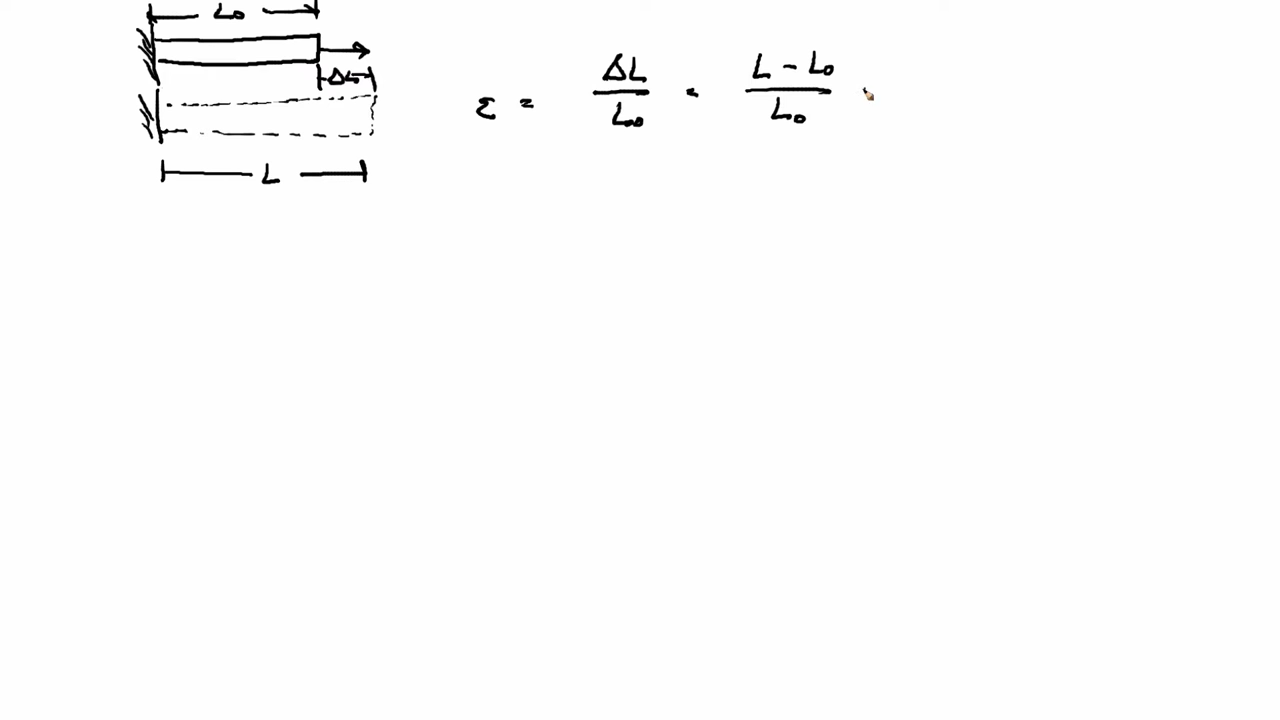 L₀
ΔL
L
ε = ΔL/L₀ = (L - L₀)/L₀